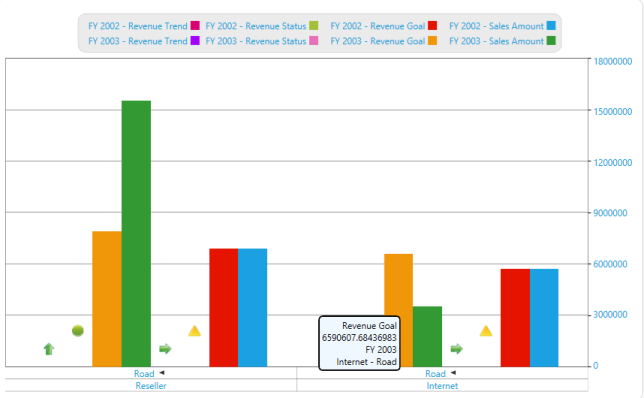 FY 2002 - Revenue Trend FY 2002 - Revenue Status FY 2002 - Revenue Goal FY 2002 - Sales Amount
FY 2003 - Revenue Trend FY 2003 - Revenue Status FY 2003 - Revenue Goal FY 2003 - Sales Amount
18000000
15000000
12000000
9000000
6000000
3000000
0
Revenue Goal
6590607.68436983
FY 2003
Internet - Road
Road Road
Reseller Internet